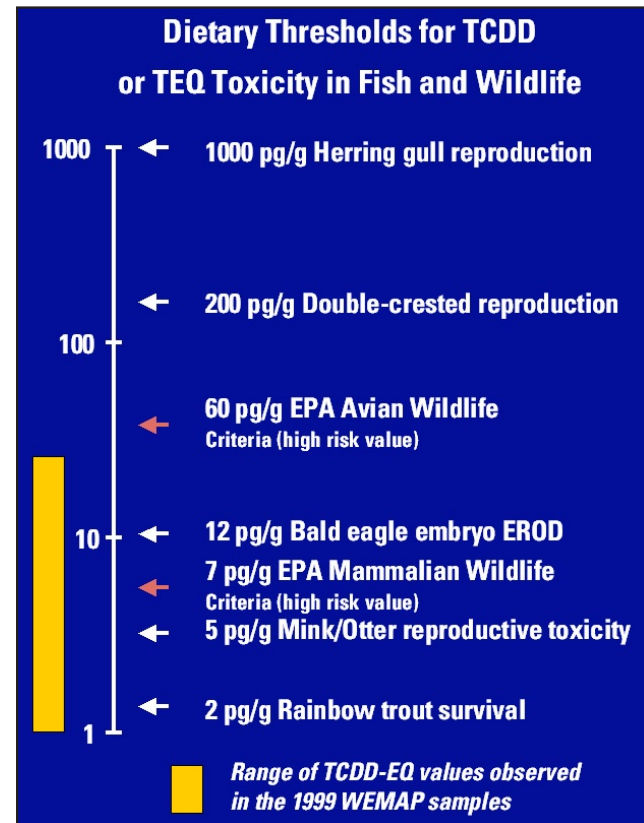 Dietary Thresholds for TCDD
or TEQ Toxicity in Fish and Wildlife
1000
1000 pg/g Herring gull reproduction
200 pg/g Double-crested reproduction
100
60 pg/g EPA Avian Wildlife
Criteria (high risk value)
10
12 pg/g Bald eagle embryo EROD
7 pg/g EPA Mammalian Wildlife
Criteria (high risk value)
5 pg/g Mink/Otter reproductive toxicity
2 pg/g Rainbow trout survival
1
Range of TCDD-EQ values observed
in the 1999 WEMAP samples